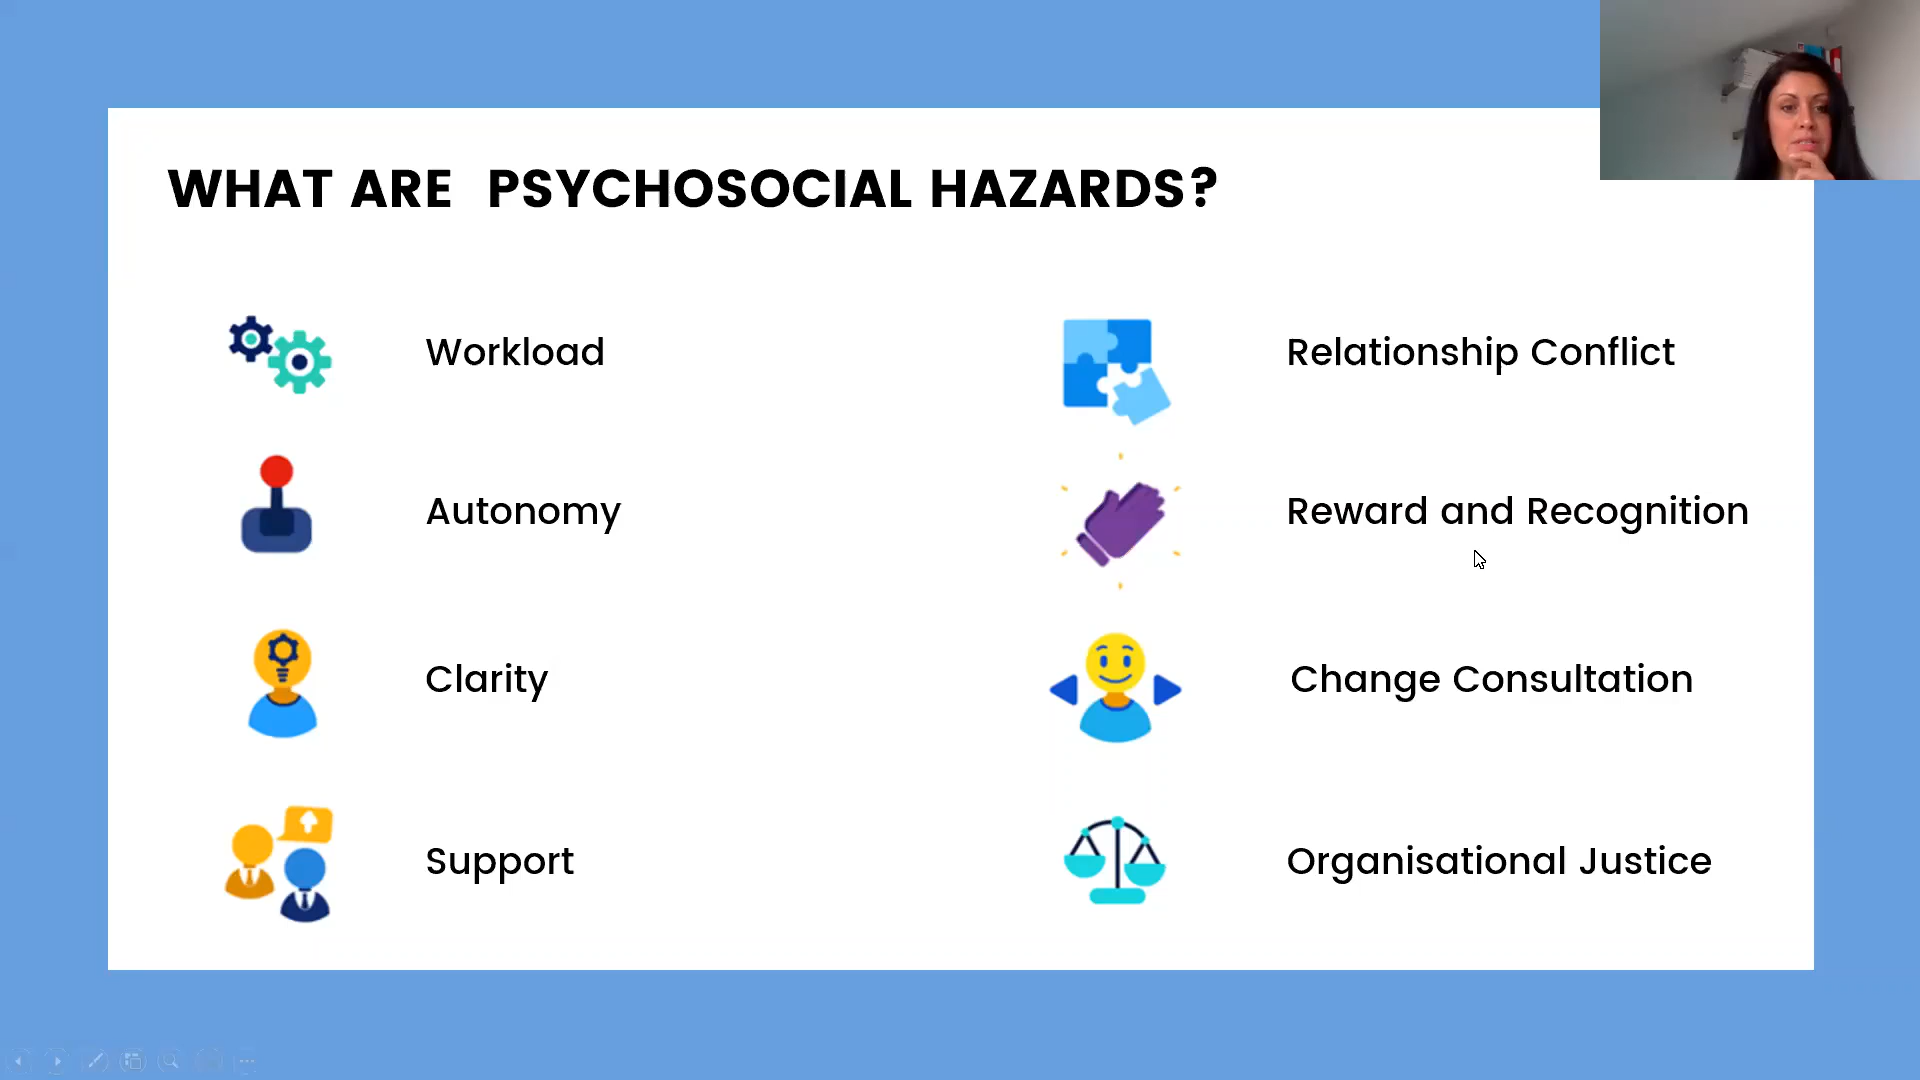 WHAT ARE PSYCHOSOCIAL HAZARDS?
Workload
Autonomy
Clarity
Support
Relationship Conflict
Reward and Recognition
Change Consultation
Organisational Justice